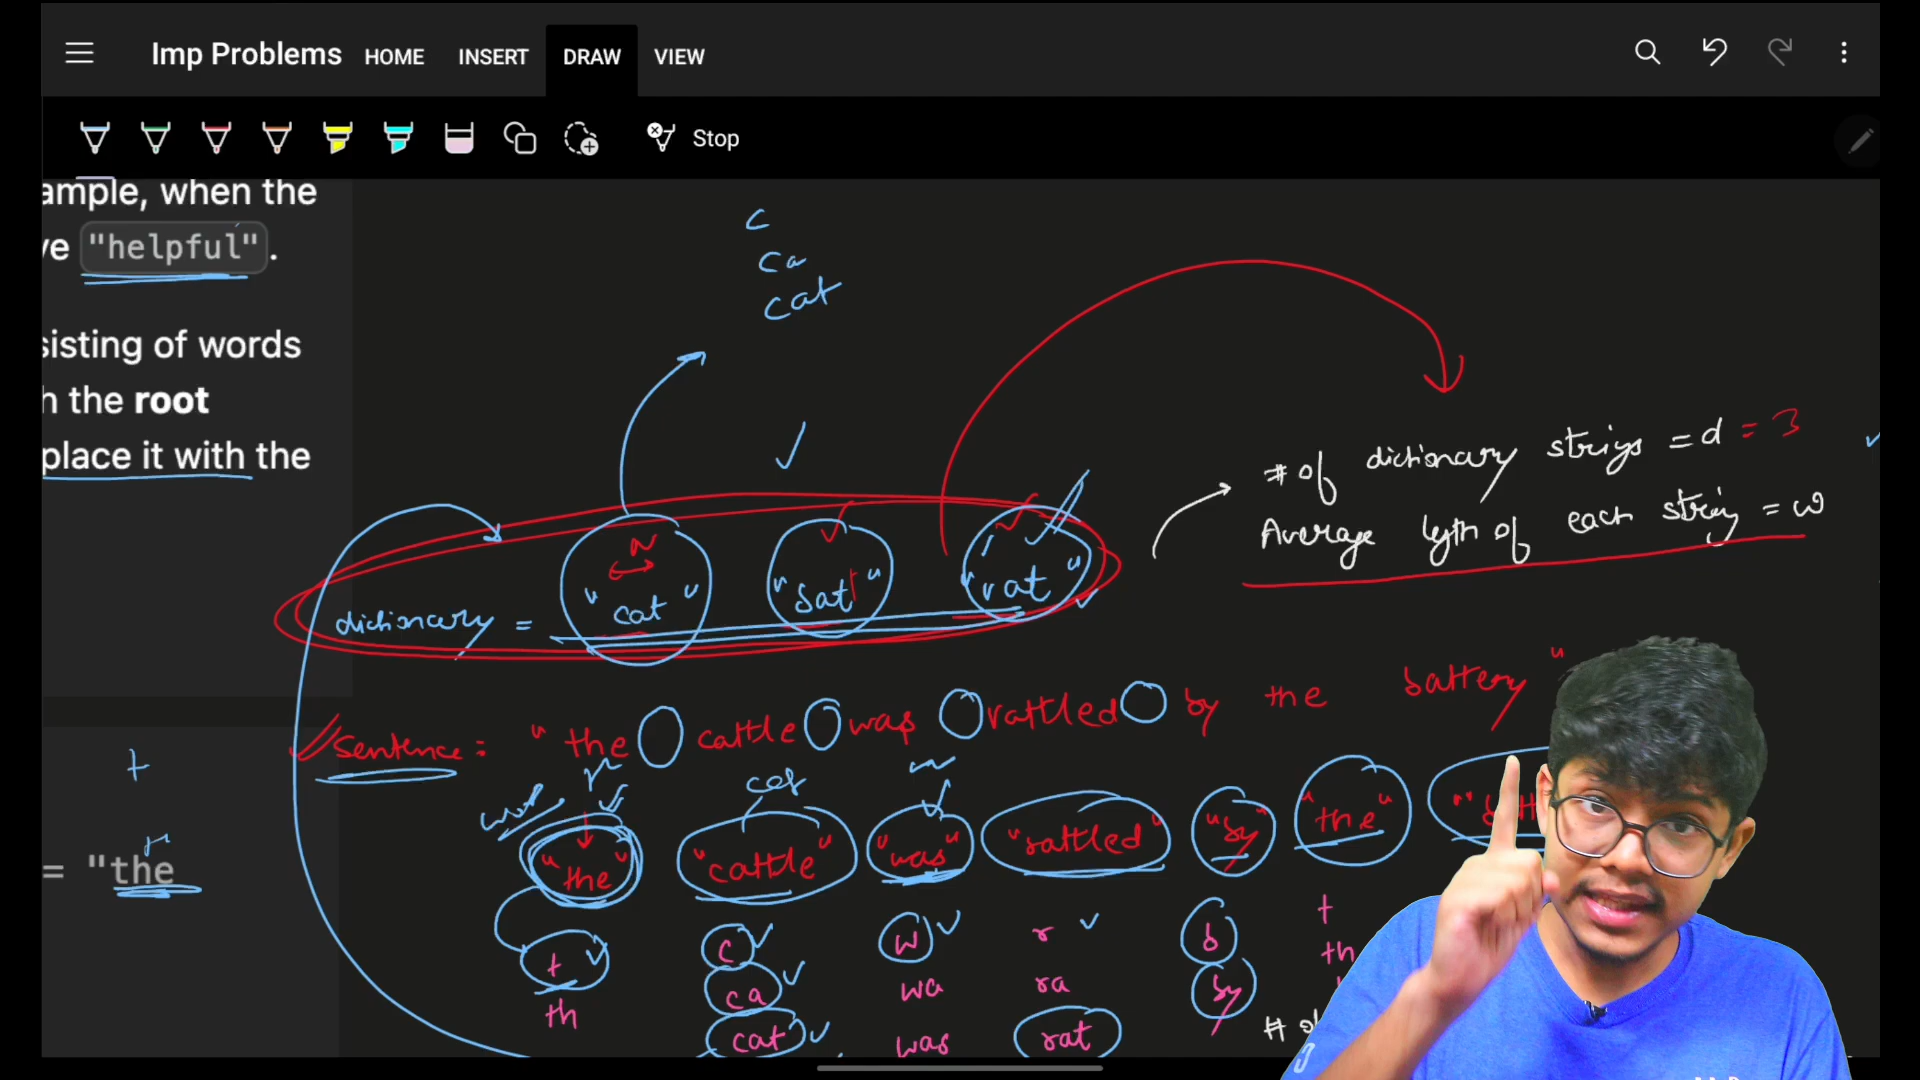 Imp Problems HOME INSERT DRAW VIEW
Stop
ample, when the
ve "helpful".
sisting of words
h the root
place it with the
c
ca
cat
# of dictionary strings = d = 3
Average lgth of each string = w
dictionary = "cat" "sat" "rat"
Sentence: "the cattle was rattled by the battery"
t
cat
"the" "cattle" "was" "rattled" "by" "the"
= "the
t c w r b t
th ca wa ra by th
cat was rat
# of